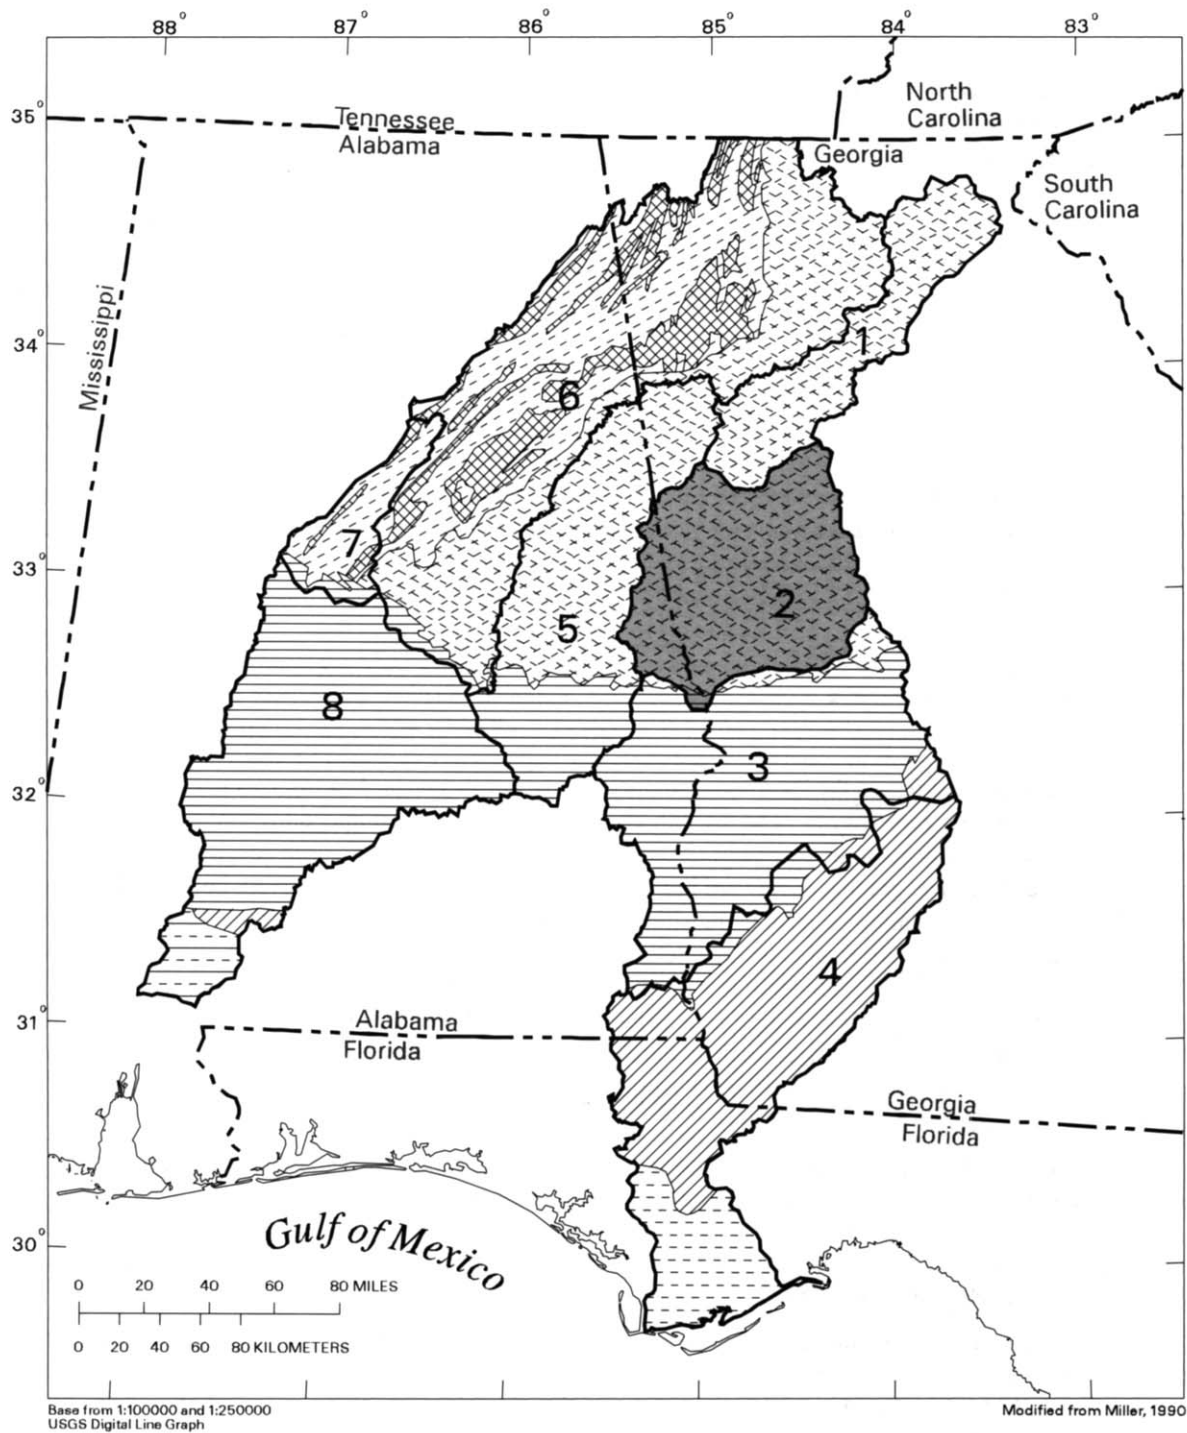 88° 87° 86° 85° 84° 83°
35°
Tennessee
Alabama
North
Carolina
Georgia
South
Carolina
Mississippi
34°
1
6
7
33°
2
5
8
3
32°
4
31°
Alabama
Florida
Georgia
Florida
30°
Gulf of Mexico
0 20 40 60 80 MILES
0 20 40 60 80 KILOMETERS
Base from 1:100000 and 1:250000
USGS Digital Line Graph
Modified from Miller, 1990